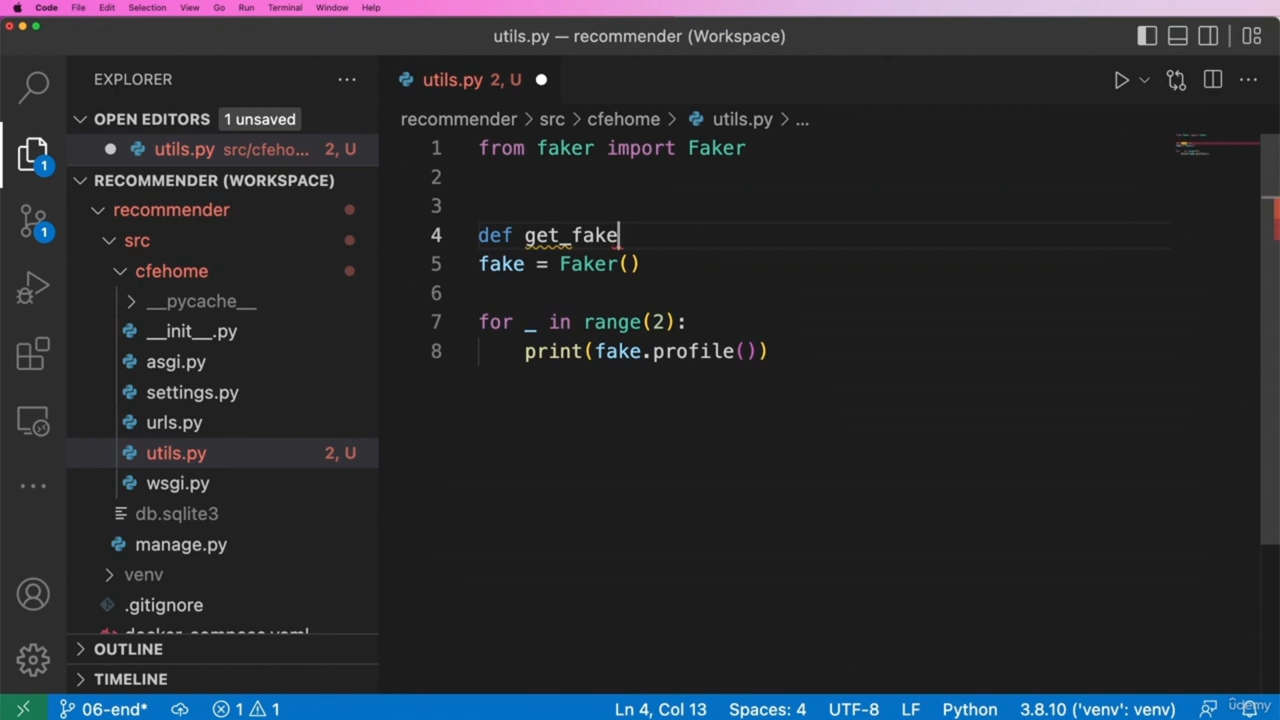 Code File Edit Selection View Go Run Terminal Window Help
utils.py — recommender (Workspace)
EXPLORER
OPEN EDITORS 1 unsaved
utils.py src/cfeho... 2, U
RECOMMENDER (WORKSPACE)
recommender
src
cfehome
__pycache__
__init__.py
asgi.py
settings.py
urls.py
utils.py 2, U
wsgi.py
db.sqlite3
manage.py
venv
.gitignore
OUTLINE
TIMELINE
1
1
utils.py 2, U
recommender > src > cfehome > utils.py > ...
1 from faker import Faker
2
3
4 def get_fake
5 fake = Faker()
6
7 for _ in range(2):
8     print(fake.profile())
06-end* 1 1 Ln 4, Col 13 Spaces: 4 UTF-8 LF Python 3.8.10 ('venv': venv)
udemy